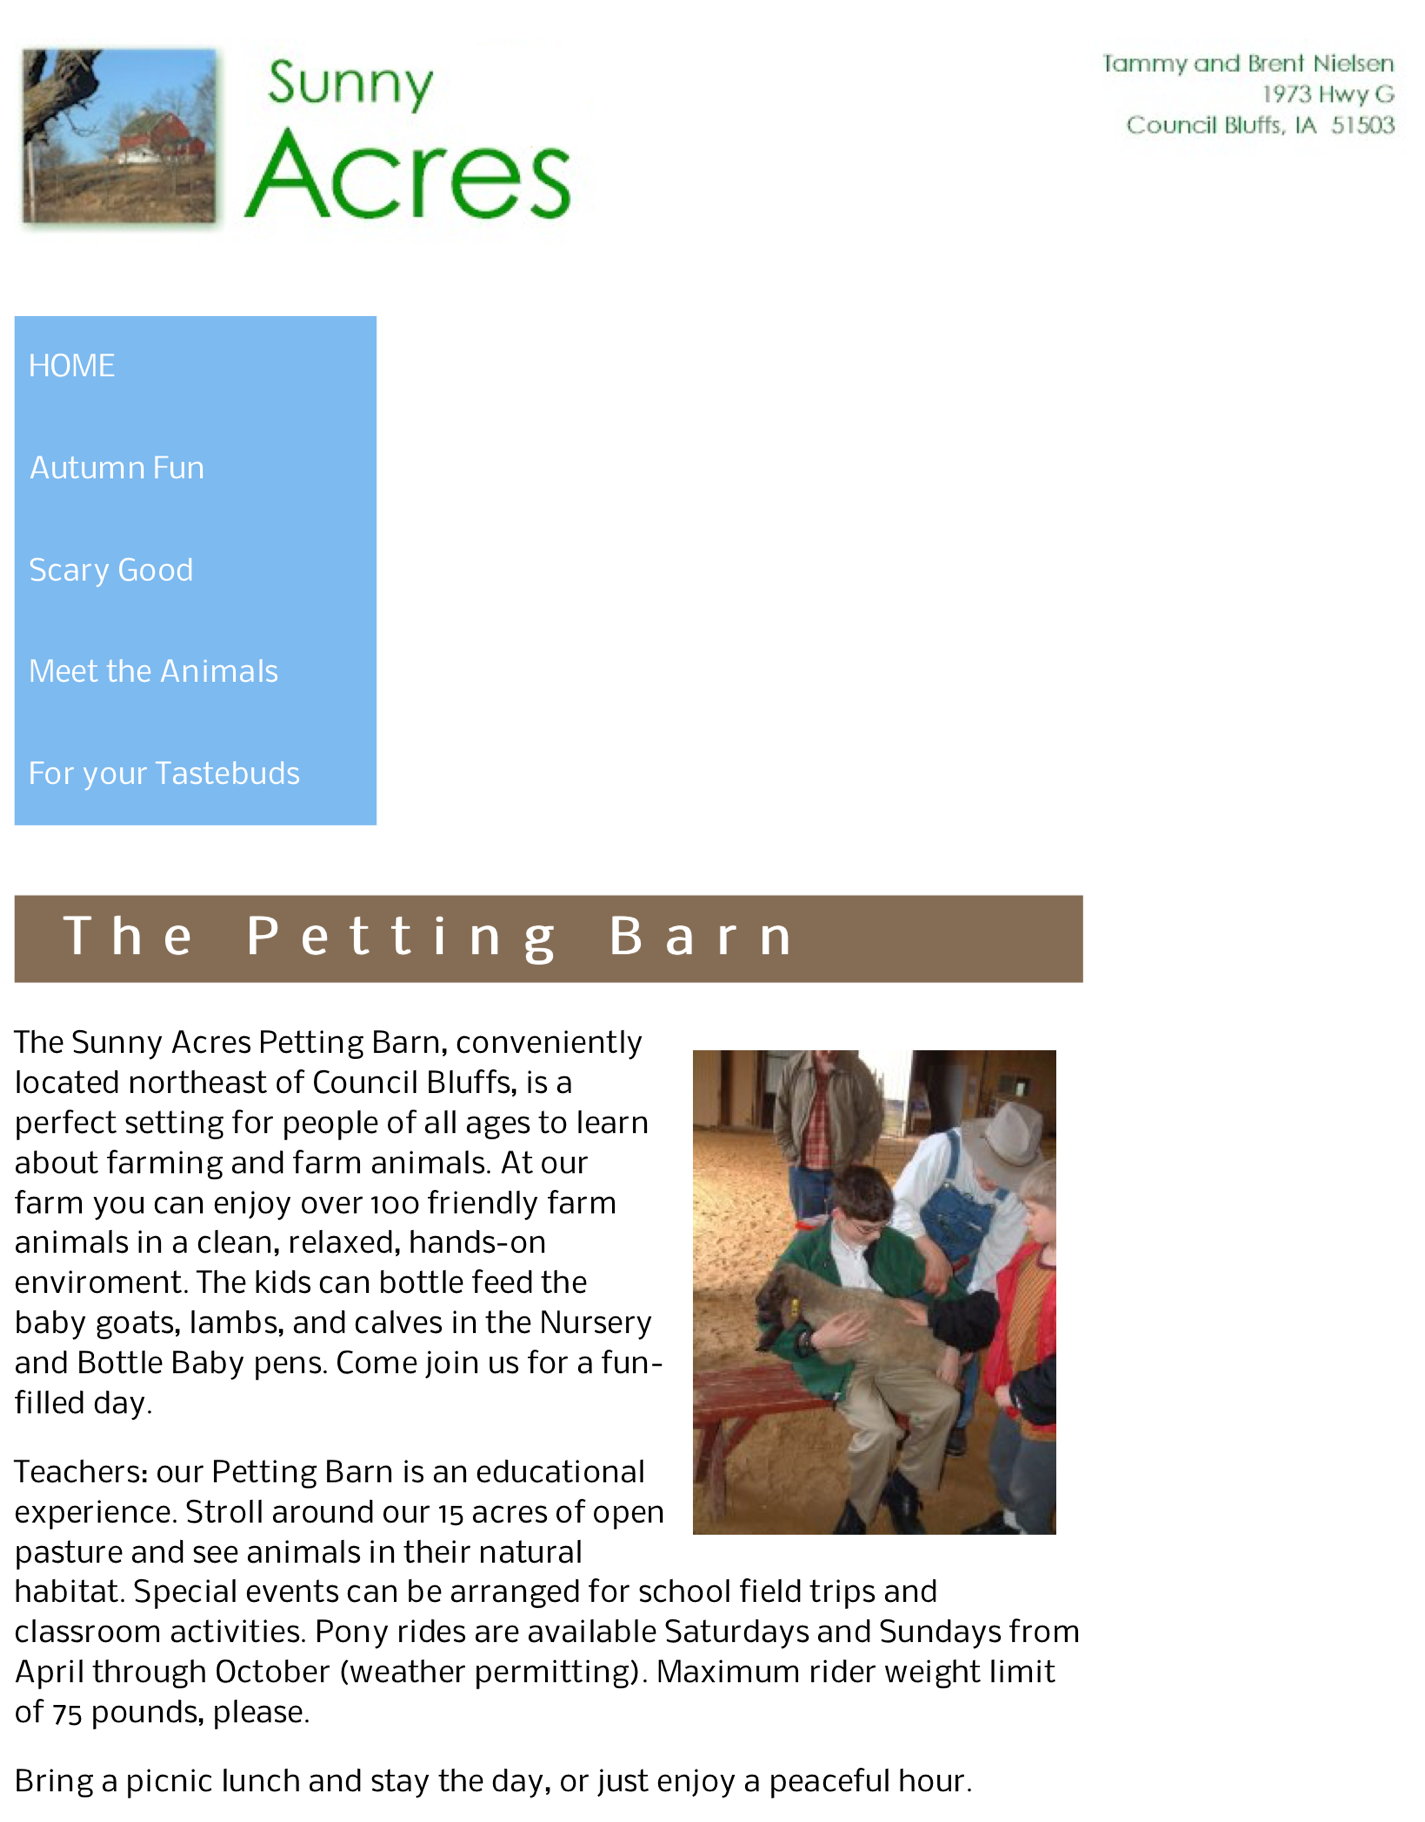 Sunny
Acres
Tammy and Brent Nielsen
1973 Hwy G
Council Bluffs, IA 51503
HOME
Autumn Fun
Scary Good
Meet the Animals
For your Tastebuds
The Petting Barn
The Sunny Acres Petting Barn, conveniently
located northeast of Council Bluffs, is a
perfect setting for people of all ages to learn
about farming and farm animals. At our
farm you can enjoy over 100 friendly farm
animals in a clean, relaxed, hands-on
enviroment. The kids can bottle feed the
baby goats, lambs, and calves in the Nursery
and Bottle Baby pens. Come join us for a fun-
filled day.
Teachers: our Petting Barn is an educational
experience. Stroll around our 15 acres of open
pasture and see animals in their natural
habitat. Special events can be arranged for school field trips and
classroom activities. Pony rides are available Saturdays and Sundays from
April through October (weather permitting). Maximum rider weight limit
of 75 pounds, please.
Bring a picnic lunch and stay the day, or just enjoy a peaceful hour.